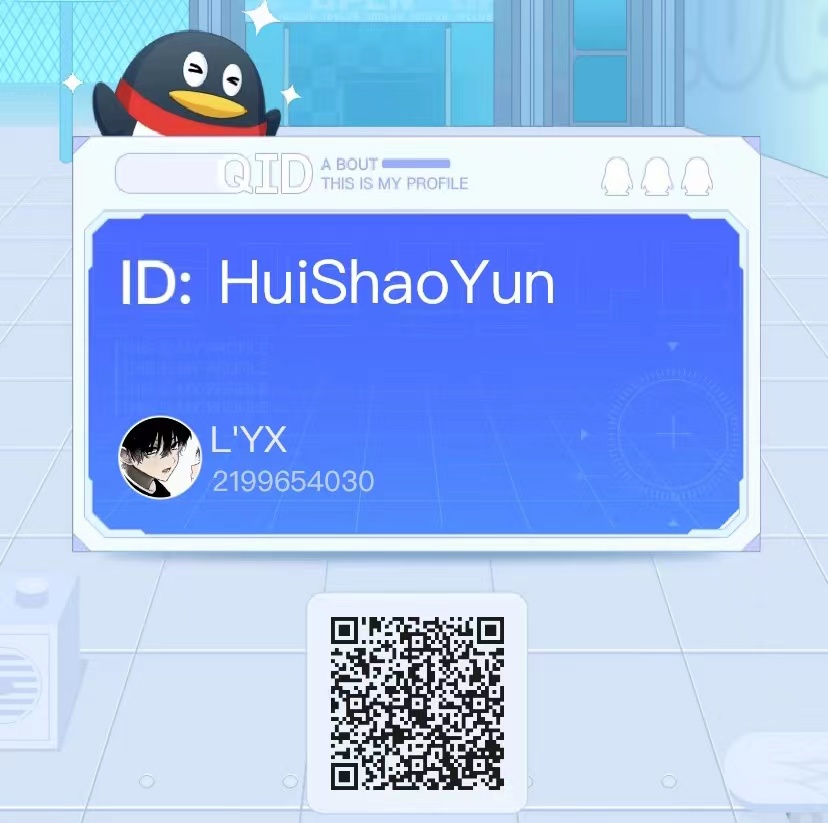 QID
A BOUT
THIS IS MY PROFILE
ID: HuiShaoYun
L'YX
2199654030